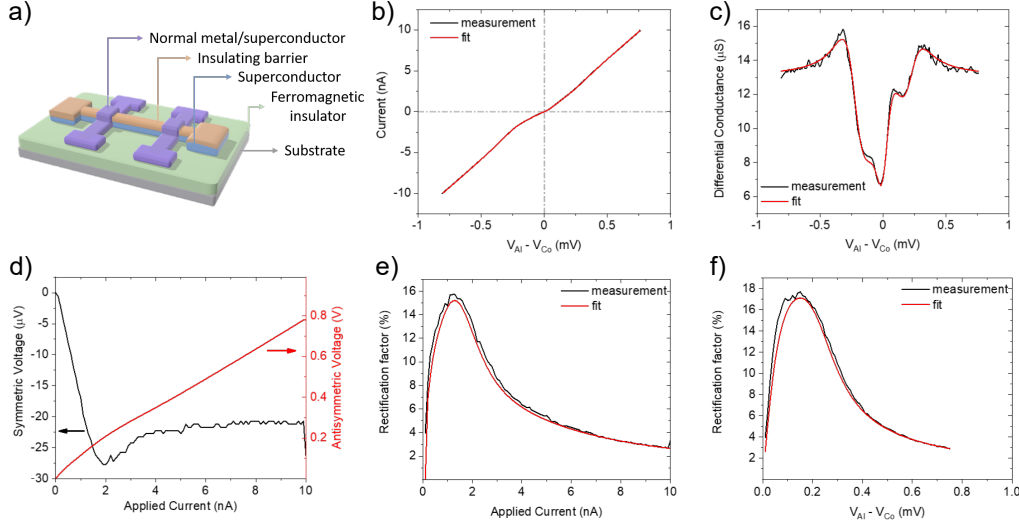 a)
Normal metal/superconductor
Insulating barrier
Superconductor
Ferromagnetic
insulator
Substrate
b)
10
5
0
-5
-10
Current (nA)
-1
-0.5
0
0.5
1
V_Al - V_Co (mV)
measurement
fit
c)
16
14
12
10
8
6
Differential Conductance (µS)
-1
-0.5
0
0.5
1
V_Al - V_Co (mV)
measurement
fit
d)
0
-5
-10
-15
-20
-25
-30
Symmetric Voltage (µV)
0
2
4
6
8
10
Applied Current (nA)
0.8
0.6
0.4
0.2
Antisymmetric Voltage (V)
e)
16
14
12
10
8
6
4
2
Rectification factor (%)
0
2
4
6
8
10
Applied Current (nA)
measurement
fit
f)
18
16
14
12
10
8
6
4
2
Rectification factor (%)
0.0
0.2
0.4
0.6
0.8
1.0
V_Al - V_Co (mV)
measurement
fit